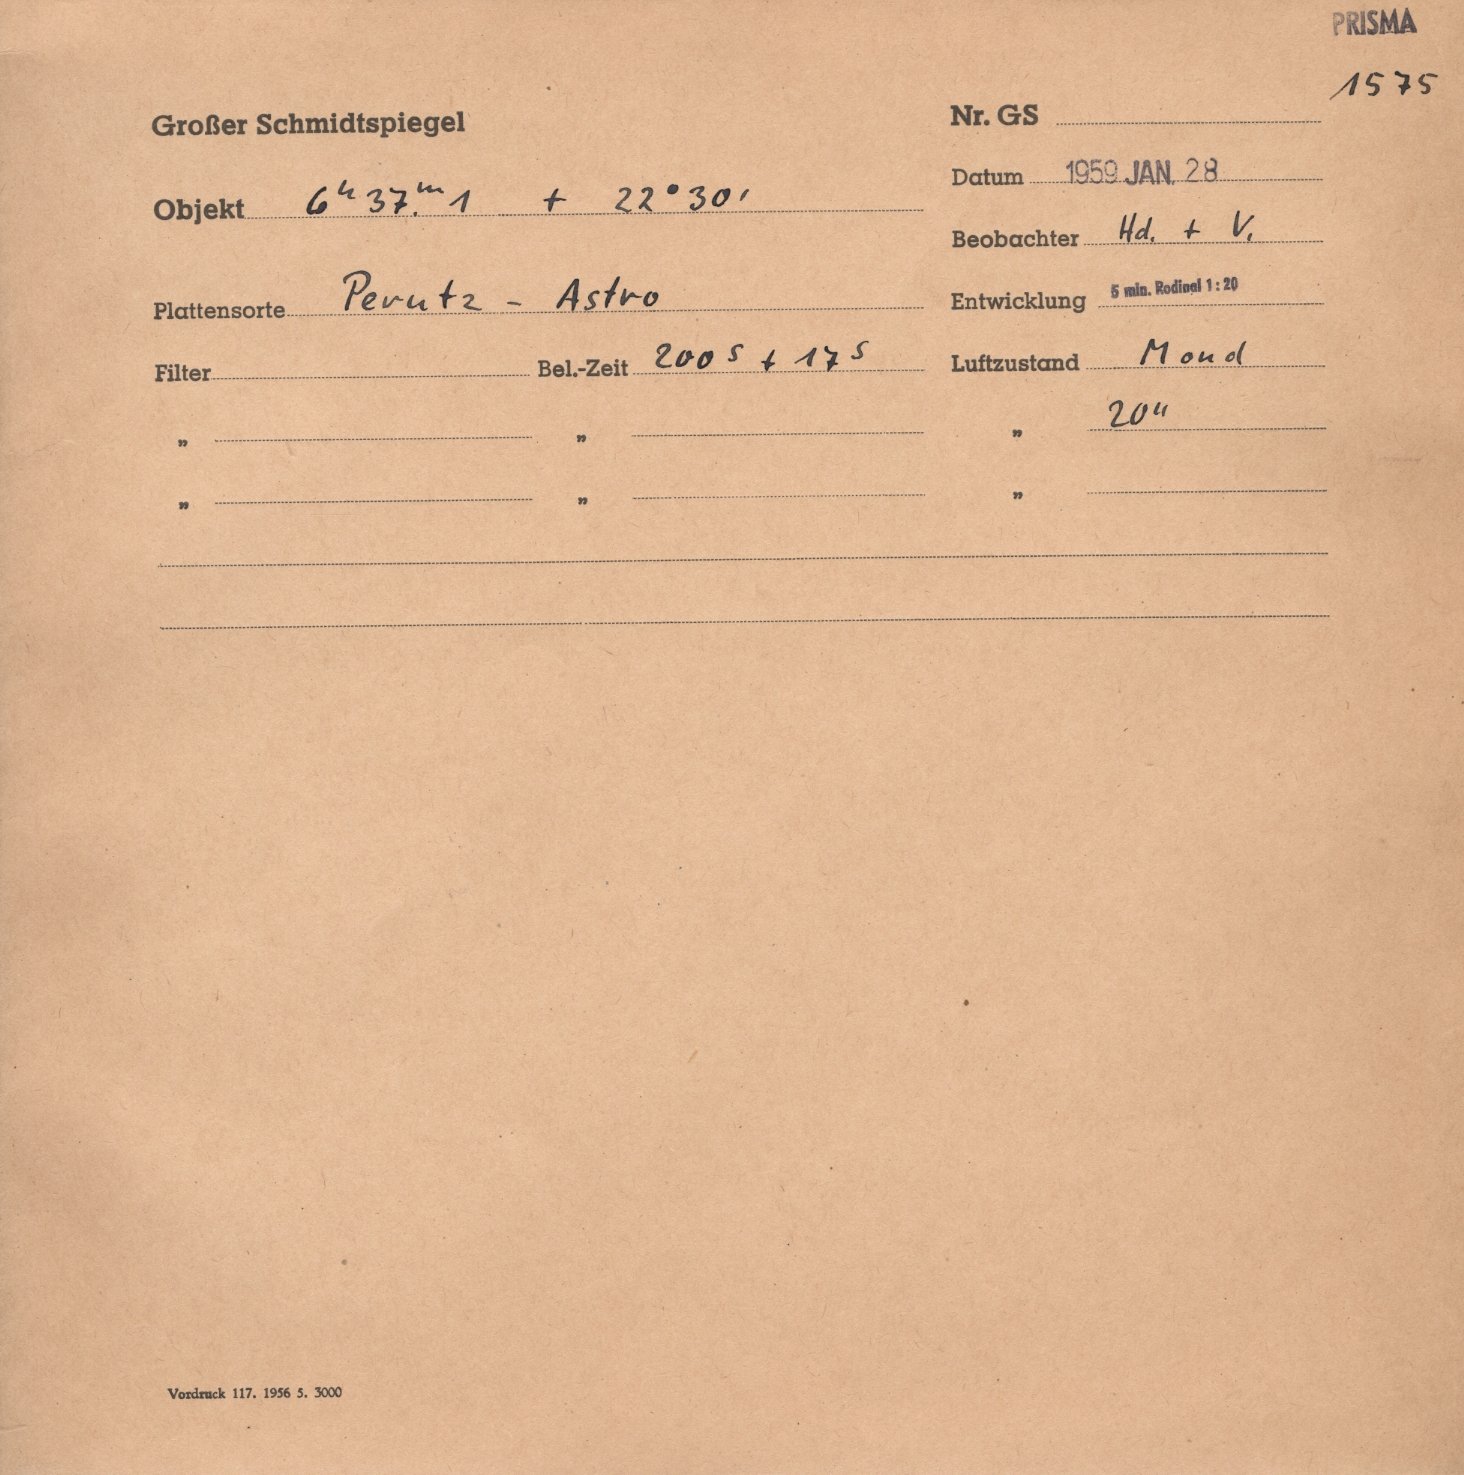 PRISMA
1575
Großer Schmidtspiegel
Nr. GS
Datum 1959 JAN. 28
Objekt 6h 37.m 1 + 22° 30'
Beobachter Hd. + V.
Plattensorte Perutz - Astro
Entwicklung 5 min. Rodinal 1:20
Filter Bel.-Zeit 200s + 17s Luftzustand Mond
„ „ „ 20"
„ „ „
Vordruck 117. 1956 5. 3000